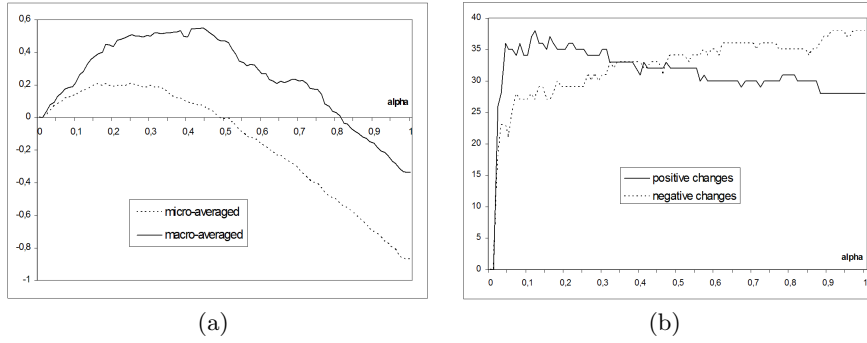 0,6
0,4
0,2
0
-0,2
-0,4
-0,6
-0,8
-1
alpha
0 0,1 0,2 0,3 0,4 0,5 0,6 0,7 0,8 0,9 1
micro-averaged
macro-averaged
(a)
40
35
30
25
20
15
10
5
0
positive changes
negative changes
alpha
0 0,1 0,2 0,3 0,4 0,5 0,6 0,7 0,8 0,9 1
(b)